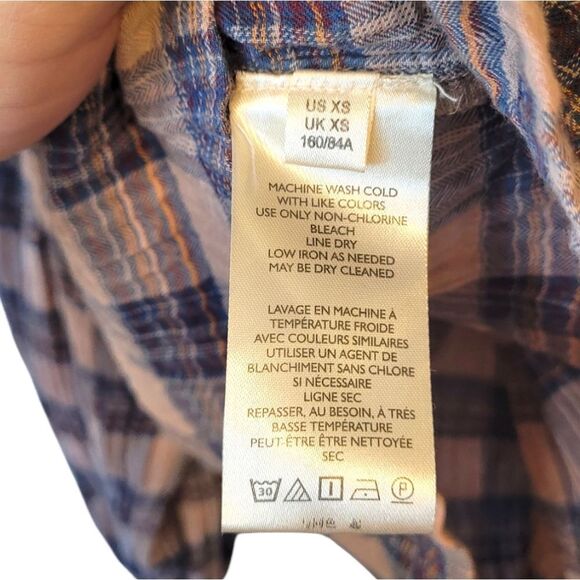 US XS
UK XS
160/84A
MACHINE WASH COLD
WITH LIKE COLORS
USE ONLY NON-CHLORINE
BLEACH
LINE DRY
LOW IRON AS NEEDED
MAY BE DRY CLEANED
LAVAGE EN MACHINE À
TEMPÉRATURE FROIDE
AVEC COULEURS SIMILAIRES
UTILISER UN AGENT DE
BLANCHIMENT SANS CHLORE
SI NÉCESSAIRE
LIGNE SEC
REPASSER, AU BESOIN, À TRÈS
BASSE TEMPÉRATURE
PEUT-ÊTRE ÊTRE NETTOYÉE
SEC
30 P